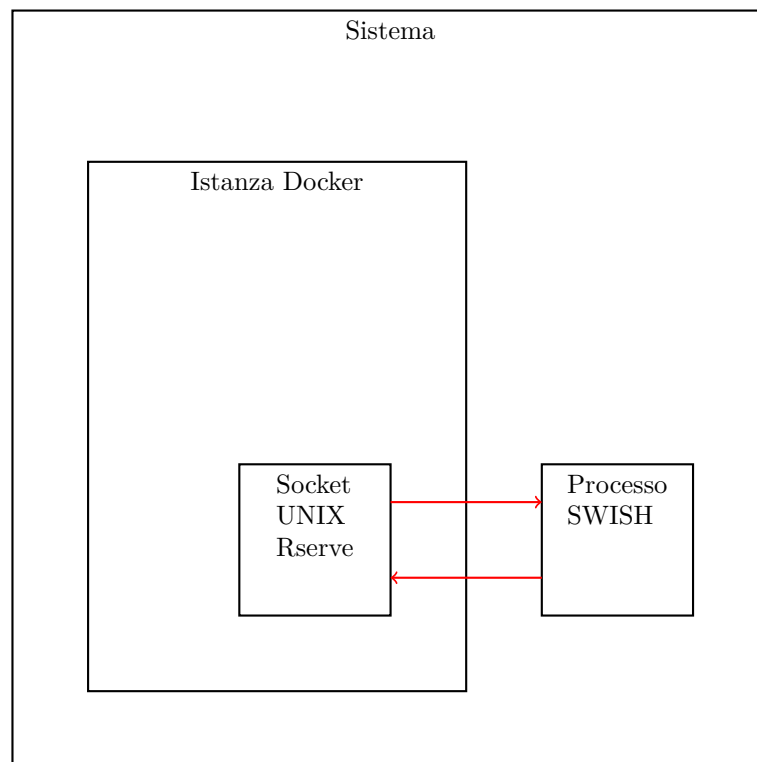 Sistema
Istanza Docker
Socket
UNIX
Rserve
Processo
SWISH